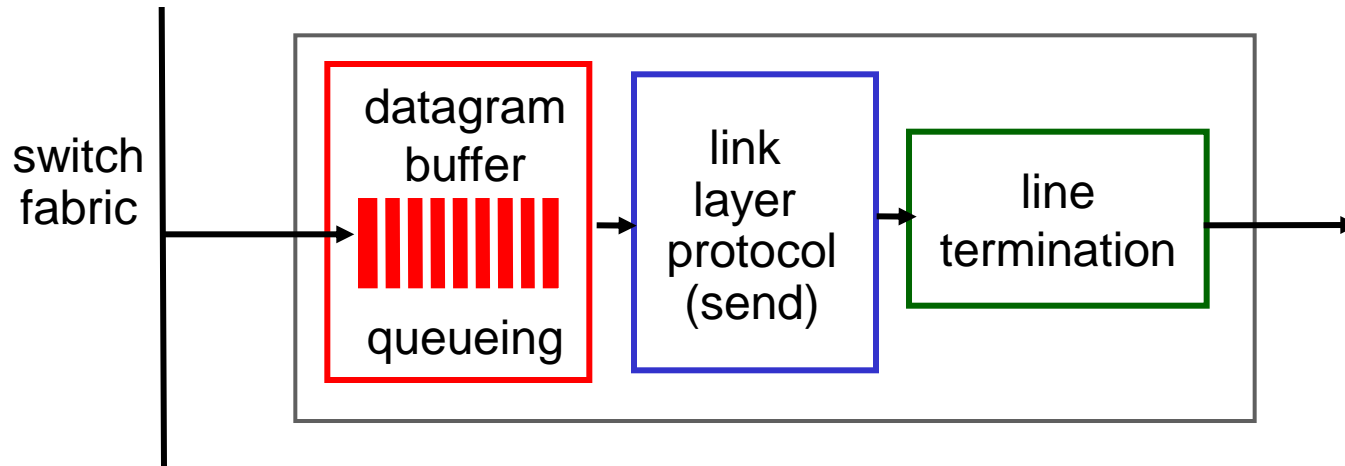 switch
fabric
datagram
buffer
queueing
link
layer
protocol
(send)
line
termination